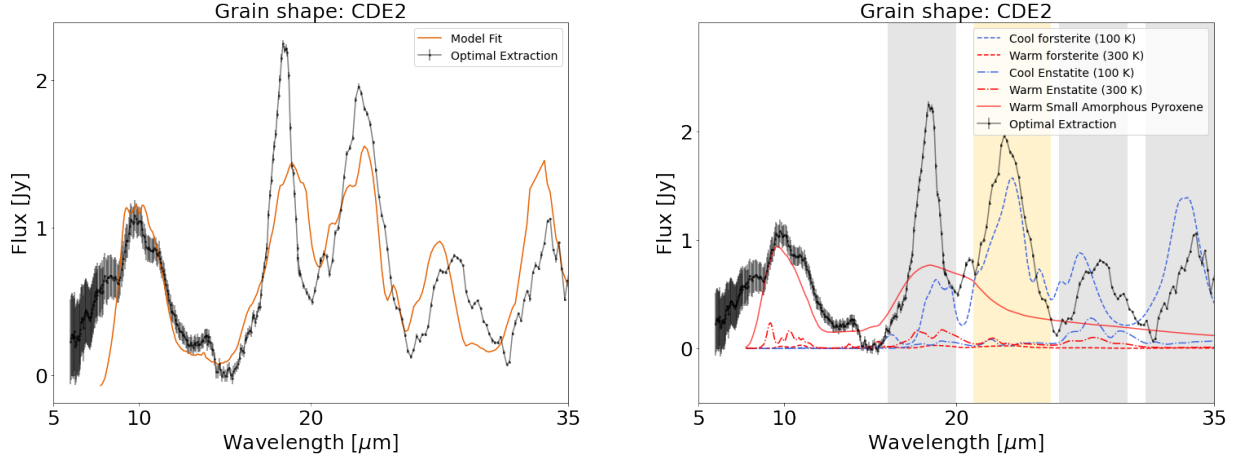 Grain shape: CDE2
Model Fit
Optimal Extraction
Flux [Jy]
2
1
0
5
10
20
35
Wavelength [μm]
Grain shape: CDE2
Cool forsterite (100 K)
Warm forsterite (300 K)
Cool Enstatite (100 K)
Warm Enstatite (300 K)
Warm Small Amorphous Pyroxene
Optimal Extraction
Flux [Jy]
2
1
0
5
10
20
35
Wavelength [μm]